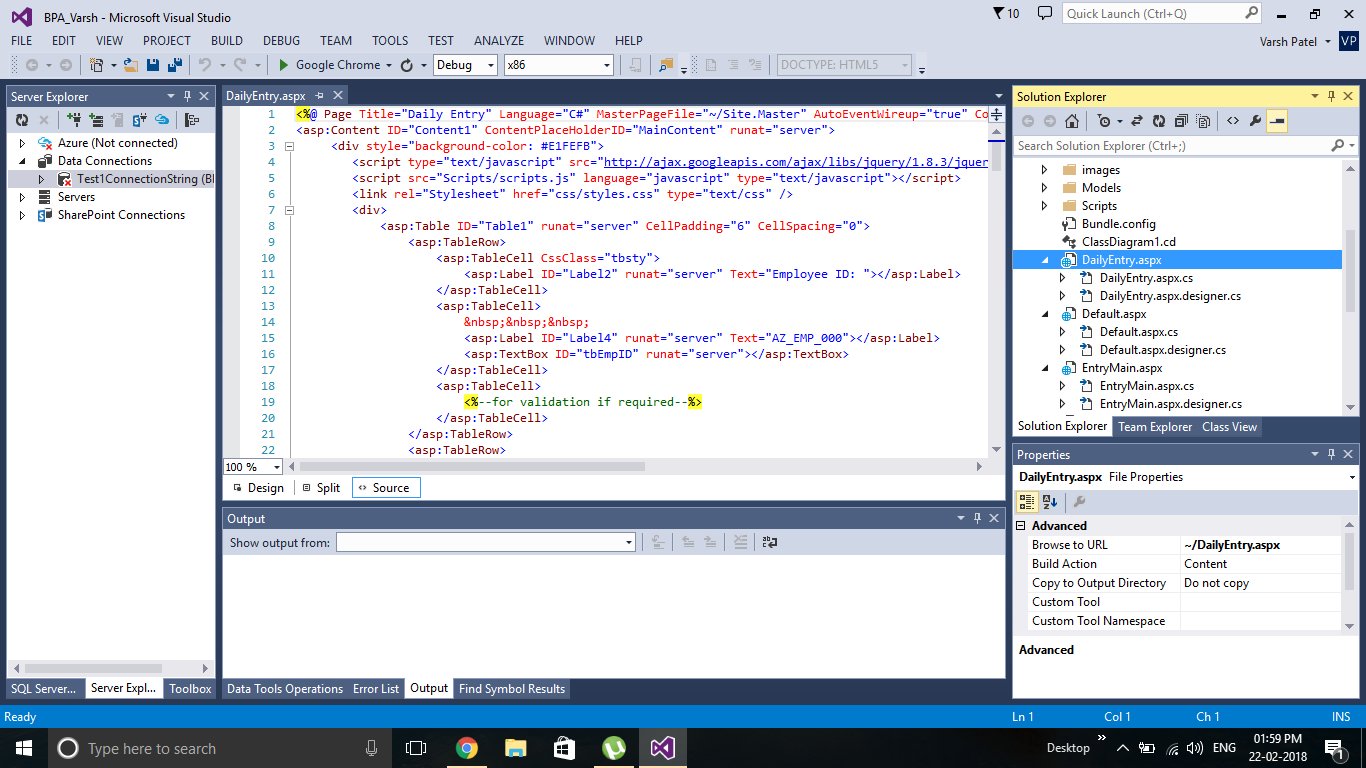 BPA_Varsh - Microsoft Visual Studio
10
Quick Launch (Ctrl+Q)
FILE EDIT VIEW PROJECT BUILD DEBUG TEAM TOOLS TEST ANALYZE WINDOW HELP
Varsh Patel VP
Google Chrome Debug x86 DOCTYPE: HTML5
Server Explorer
Azure (Not connected)
Data Connections
Test1ConnectionString (BI
Servers
SharePoint Connections
SQL Server... Server Expl... Toolbox
DailyEntry.aspx
1 <%@ Page Title="Daily Entry" Language="C#" MasterPageFile="~/Site.Master" AutoEventWireup="true" Co
2 <asp:Content ID="Content1" ContentPlaceHolderID="MainContent" runat="server">
3 <div style="background-color: #E1FEFB">
4 <script type="text/javascript" src="http://ajax.googleapis.com/ajax/libs/jquery/1.8.3/jquer
5 <script src="Scripts/scripts.js" language="javascript" type="text/javascript"></script>
6 <link rel="Stylesheet" href="css/styles.css" type="text/css" />
7 <div>
8 <asp:Table ID="Table1" runat="server" CellPadding="6" CellSpacing="0">
9 <asp:TableRow>
10 <asp:TableCell CssClass="tbsty">
11 <asp:Label ID="Label2" runat="server" Text="Employee ID: "></asp:Label>
12 </asp:TableCell>
13 <asp:TableCell>
14 &nbsp;&nbsp;&nbsp;
15 <asp:Label ID="Label4" runat="server" Text="AZ_EMP_000"></asp:Label>
16 <asp:TextBox ID="tbEmpID" runat="server"></asp:TextBox>
17 </asp:TableCell>
18 <asp:TableCell>
19 <%--for validation if required--%>
20 </asp:TableCell>
21 </asp:TableRow>
22 <asp:TableRow>
100 %
Design Split Source
Output
Show output from:
Data Tools Operations Error List Output Find Symbol Results
Solution Explorer
Search Solution Explorer (Ctrl+;)
images
Models
Scripts
Bundle.config
ClassDiagram1.cd
DailyEntry.aspx
DailyEntry.aspx.cs
DailyEntry.aspx.designer.cs
Default.aspx
Default.aspx.cs
Default.aspx.designer.cs
EntryMain.aspx
EntryMain.aspx.cs
EntryMain.aspx.designer.cs
Solution Explorer Team Explorer Class View
Properties
DailyEntry.aspx File Properties
Advanced
Browse to URL ~/DailyEntry.aspx
Build Action Content
Copy to Output Directory Do not copy
Custom Tool
Custom Tool Namespace
Advanced
Ready Ln 1 Col 1 Ch 1 INS
Type here to search
Desktop ENG 01:59 PM
22-02-2018
1